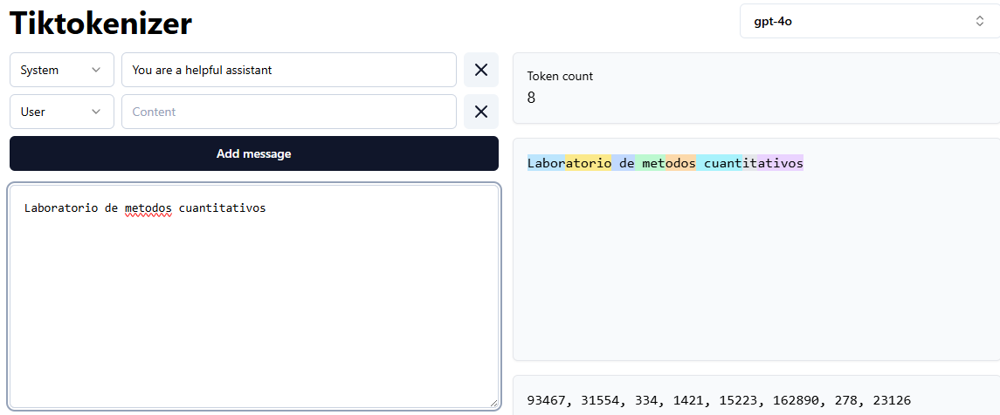 Tiktokenizer
gpt-4o
System
You are a helpful assistant
User
Content
Add message
Laboratorio de metodos cuantitativos
Token count
8
Laboratorio de metodos cuantitativos
93467, 31554, 334, 1421, 15223, 162890, 278, 23126